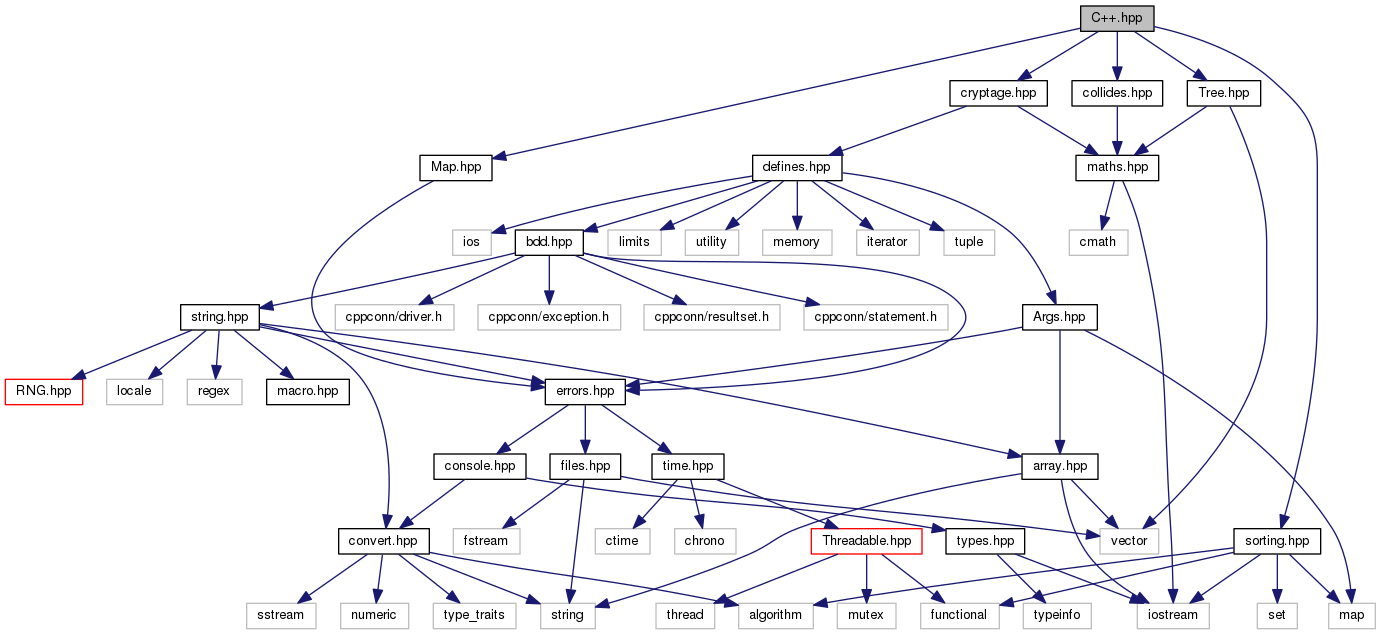 C++.hpp
cryptage.hpp
collides.hpp
Tree.hpp
Map.hpp
defines.hpp
maths.hpp
ios
bdd.hpp
limits
utility
memory
iterator
tuple
cmath
string.hpp
cppconn/driver.h
cppconn/exception.h
cppconn/resultset.h
cppconn/statement.h
Args.hpp
RNG.hpp
locale
regex
macro.hpp
errors.hpp
console.hpp
files.hpp
time.hpp
array.hpp
convert.hpp
fstream
ctime
chrono
Threadable.hpp
types.hpp
vector
sorting.hpp
sstream
numeric
type_traits
string
thread
algorithm
mutex
functional
typeinfo
iostream
set
map